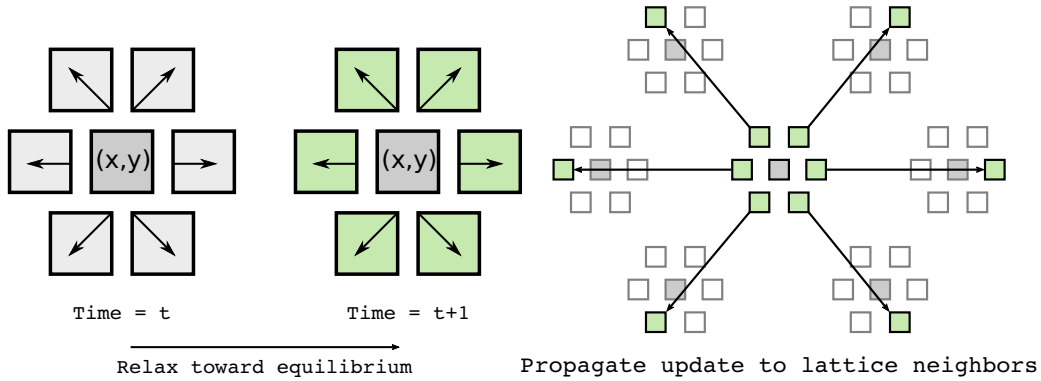 (x,y)
(x,y)
Time = t
Time = t+1
Relax toward equilibrium
Propagate update to lattice neighbors